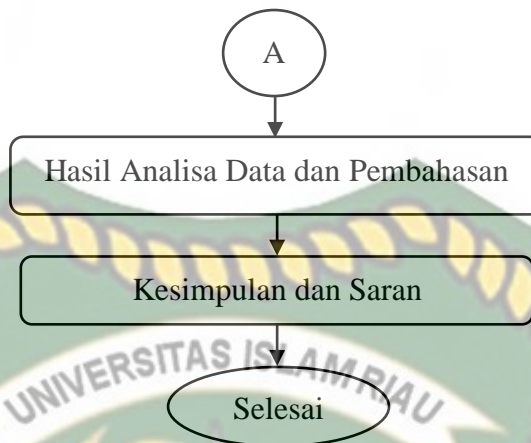 A
Hasil Analisa Data dan Pembahasan
Kesimpulan dan Saran
UNIVERSITAS ISLAM RIAU
Selesai